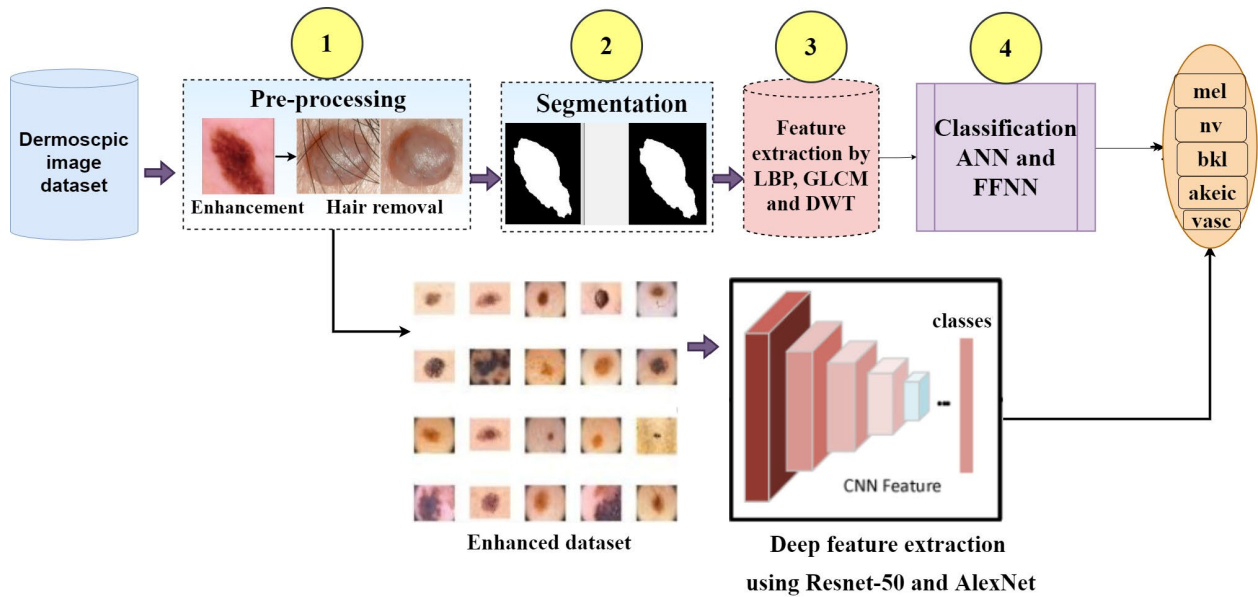 1
2
3
4
Dermoscpic
image
dataset
Pre-processing
Enhancement
Hair removal
Segmentation
Feature
extraction by
LBP, GLCM
and DWT
Classification
ANN and
FFNN
mel
nv
bkl
akeic
vasc
Enhanced dataset
classes
CNN Feature
Deep feature extraction
using Resnet-50 and AlexNet